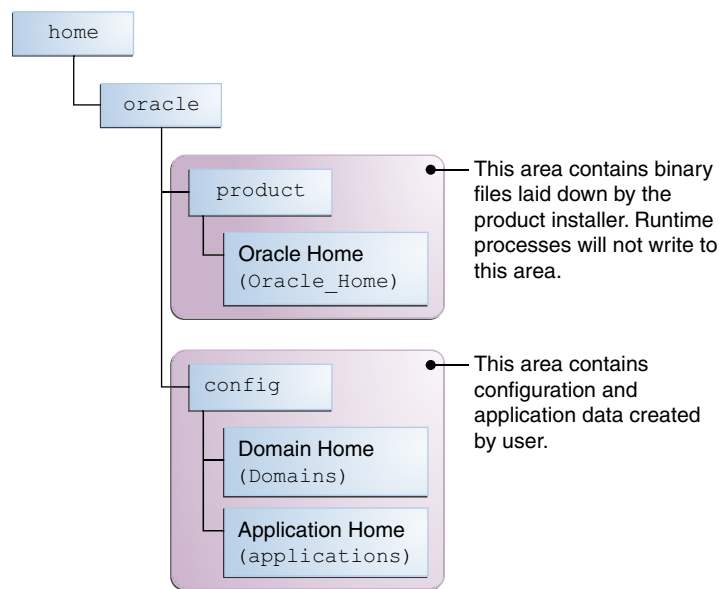 home
oracle
product
Oracle Home
(Oracle_Home)
This area contains binary
files laid down by the
product installer. Runtime
processes will not write to
this area.
config
Domain Home
(Domains)
Application Home
(applications)
This area contains
configuration and
application data created
by user.